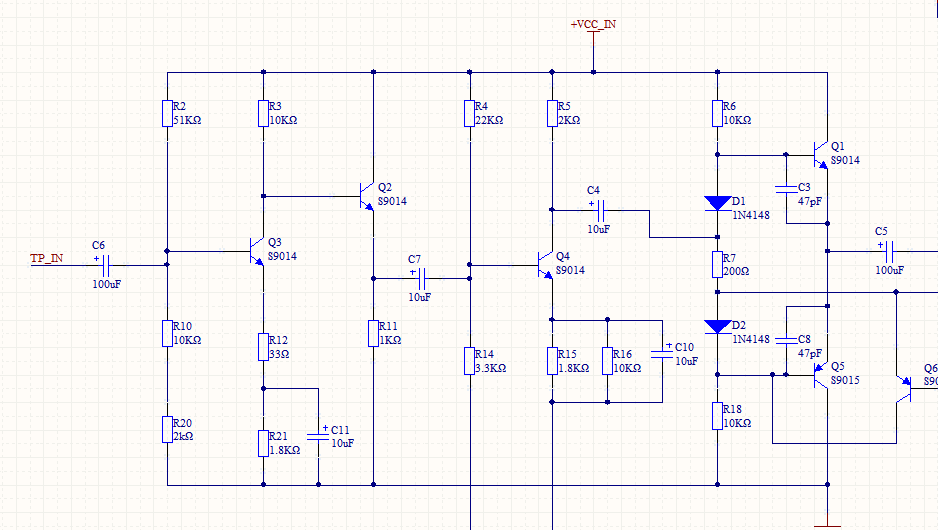 +VCC_IN
R2
51KΩ
R3
10KΩ
R4
22KΩ
R5
2KΩ
R6
10KΩ
Q1
S9014
Q2
S9014
C4
+
10uF
C3
47pF
D1
1N4148
Q3
S9014
TP_IN
C6
+
100uF
C7
+
10uF
Q4
S9014
R7
200Ω
C5
+
100uF
R10
10KΩ
R12
33Ω
R11
1KΩ
R14
3.3KΩ
R15
1.8KΩ
R16
10KΩ
+
C10
10uF
D2
1N4148
C8
47pF
Q5
S9015
Q6
S90
R20
2kΩ
R21
1.8KΩ
+
C11
10uF
R18
10KΩ